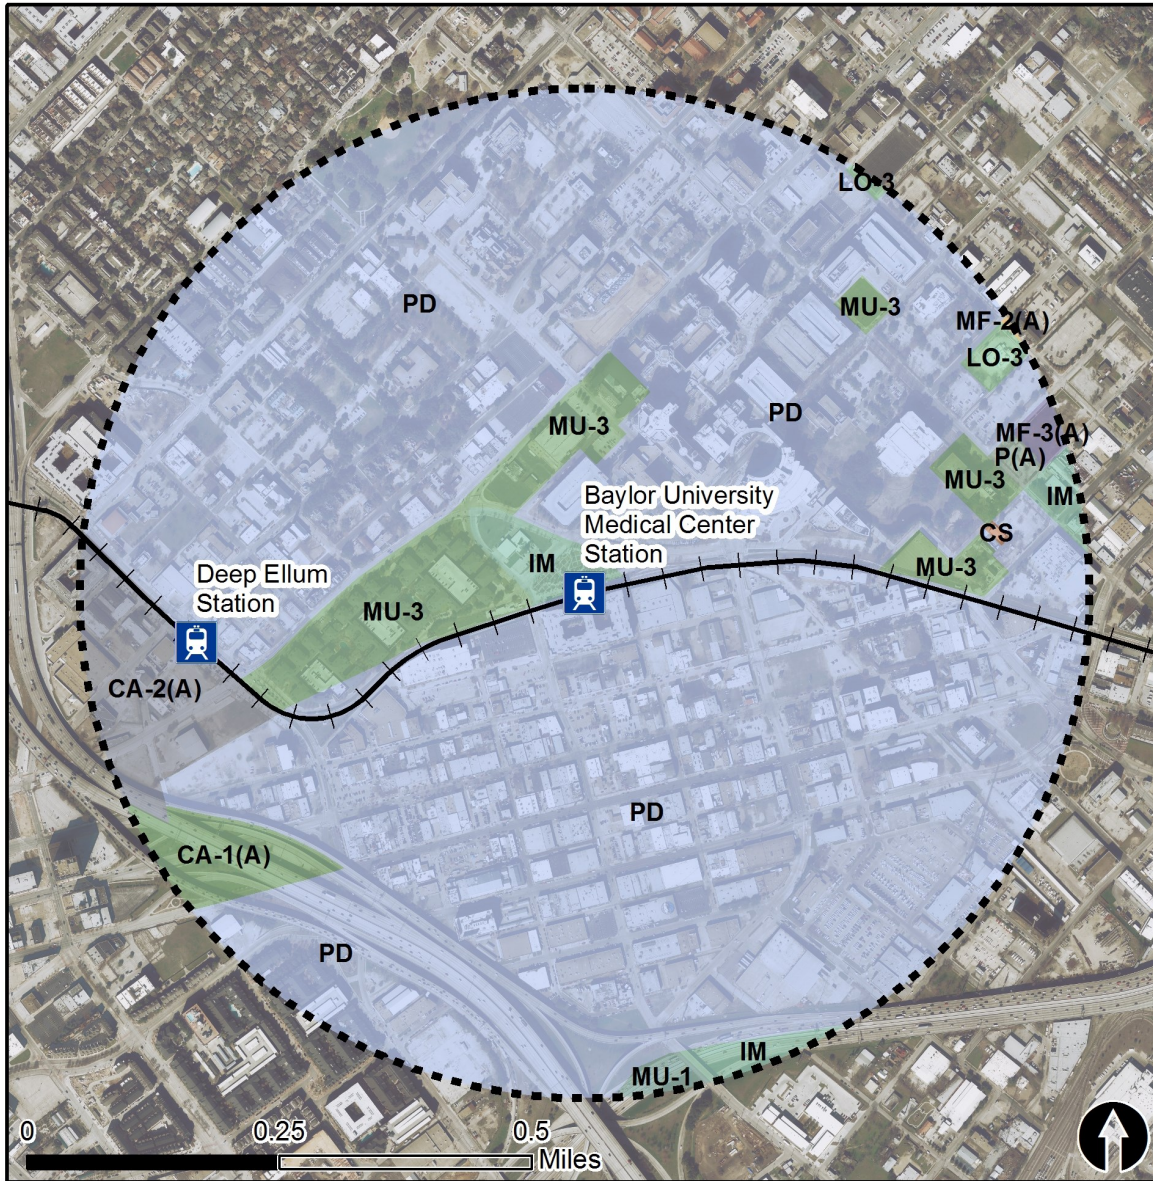 LO-3
PD
MU-3
MF-2(A)
LO-3
PD
MU-3
MF-3(A)
P(A)
MU-3
IM
Baylor University
Medical Center
Station
CS
IM
MU-3
Deep Ellum
Station
MU-3
CA-2(A)
PD
CA-1(A)
PD
IM
MU-1
0
0.25
0.5
Miles